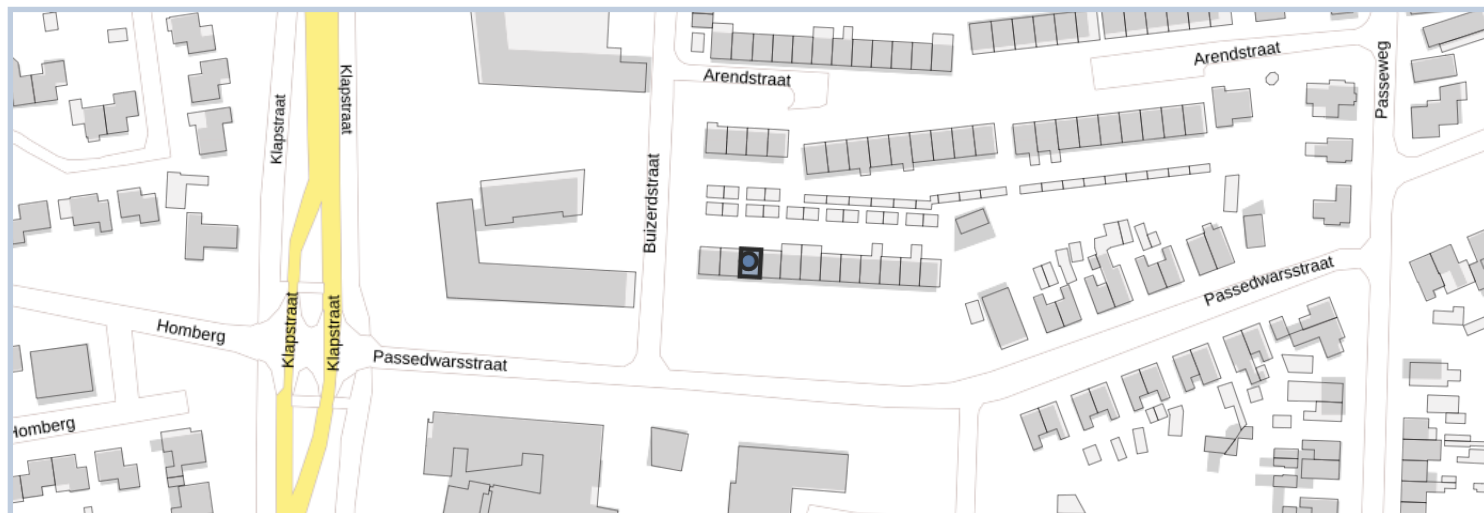 Klapstraat
Klapstraat
Arendstraat
Arendstraat
Passeweg
Buizerdstraat
Homberg
Klapstraat
Klapstraat
Passedwarsstraat
Passedwarsstraat
Homberg